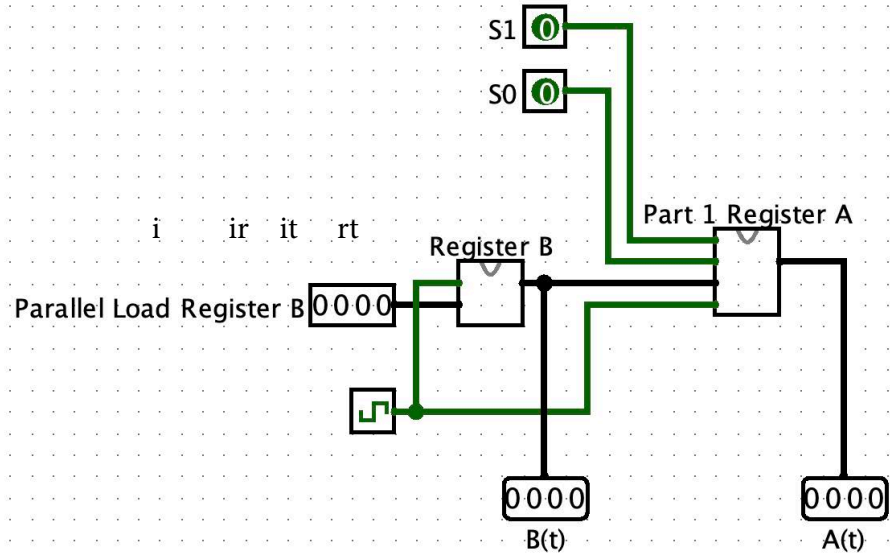 S1 0
S0 0
i ir it rt
Part 1 Register A
Register B
Parallel Load Register B 0000
0000 0000
B(t) A(t)